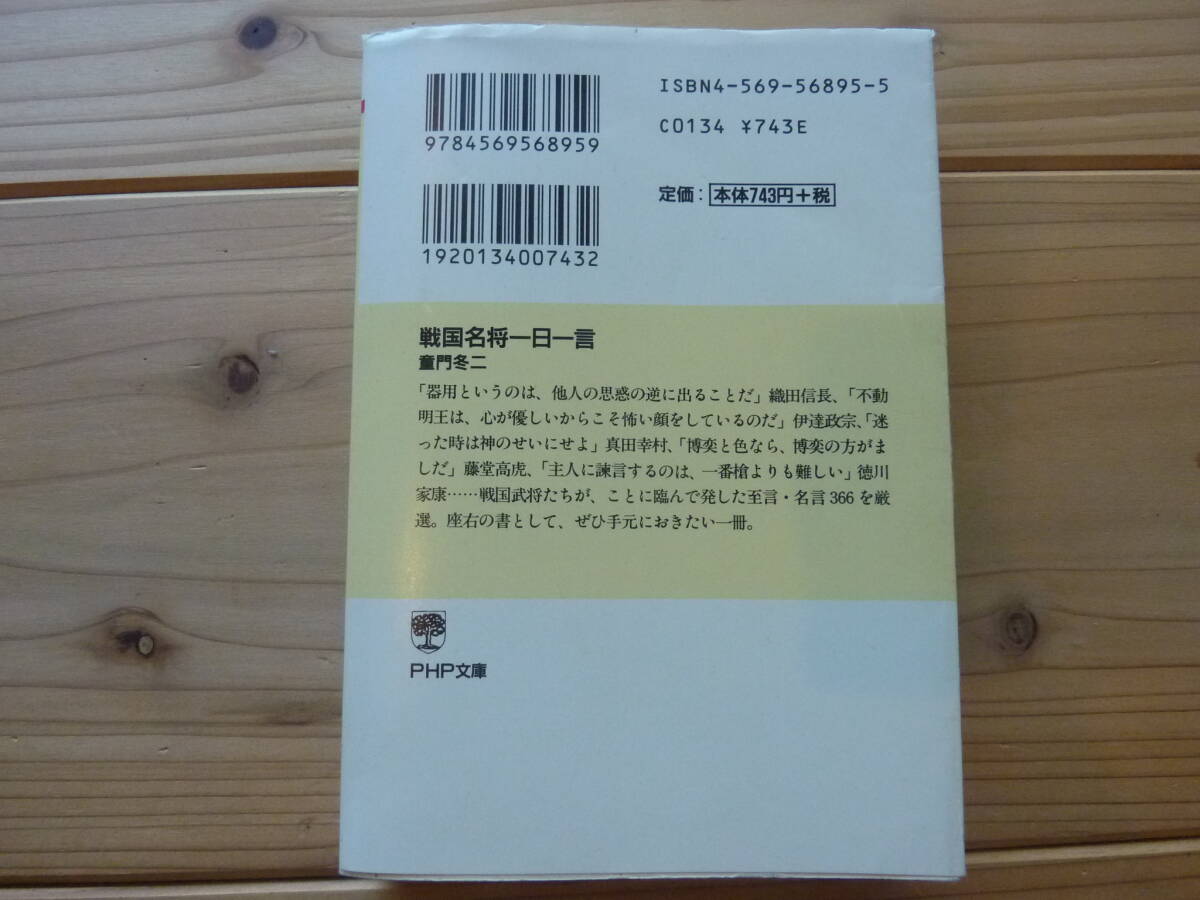 ISBN4-569-56895-5
C0134 ¥743E
9784569568959
定価：本体743円+税
1920134007432
戦国名将一日一言
童門冬二
「器用というのは、他人の思惑の逆に出ることだ」織田信長、「不動
明王は、心が優しいからこそ怖い顔をしているのだ」伊達政宗、「迷
った時は神のせいにせよ」真田幸村、「博奕と色なら、博奕の方がま
しだ」藤堂高虎、「主人に諫言するのは、一番槍よりも難しい」徳川
家康……戦国武将たちが、ことに臨んで発した至言・名言366を厳
選。座右の書として、ぜひ手元におきたい一冊。
PHP文庫